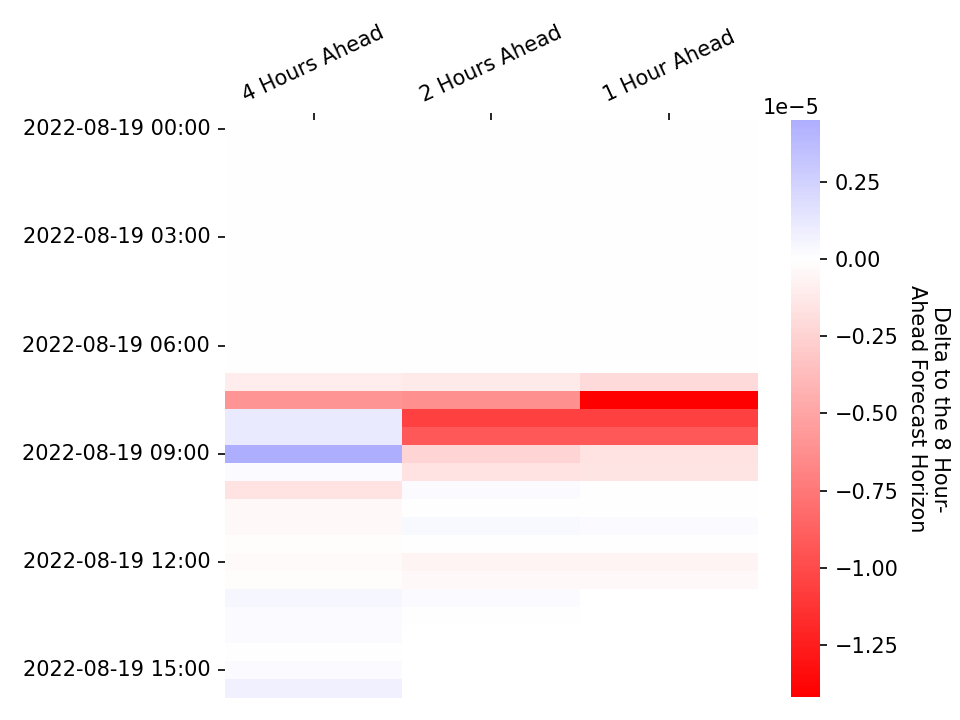 4 Hours Ahead
2 Hours Ahead
1 Hour Ahead
1e−5
2022-08-19 00:00
2022-08-19 03:00
2022-08-19 06:00
2022-08-19 09:00
2022-08-19 12:00
2022-08-19 15:00
0.25
0.00
−0.25
−0.50
−0.75
−1.00
−1.25
Delta to the 8 Hour-
Ahead Forecast Horizon